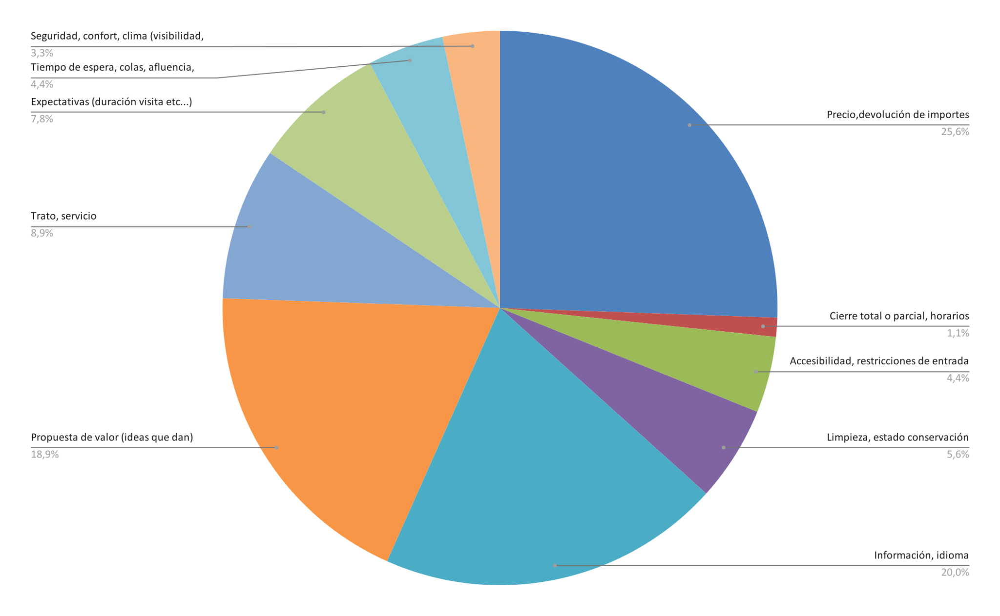 Seguridad, confort, clima (visibilidad,
3,3%
Tiempo de espera, colas, afluencia,
4,4%
Expectativas (duración visita etc...)
7,8%
Trato, servicio
8,9%
Propuesta de valor (ideas que dan)
18,9%
Precio,devolución de importes
25,6%
Cierre total o parcial, horarios
1,1%
Accesibilidad, restricciones de entrada
4,4%
Limpieza, estado conservación
5,6%
Información, idioma
20,0%